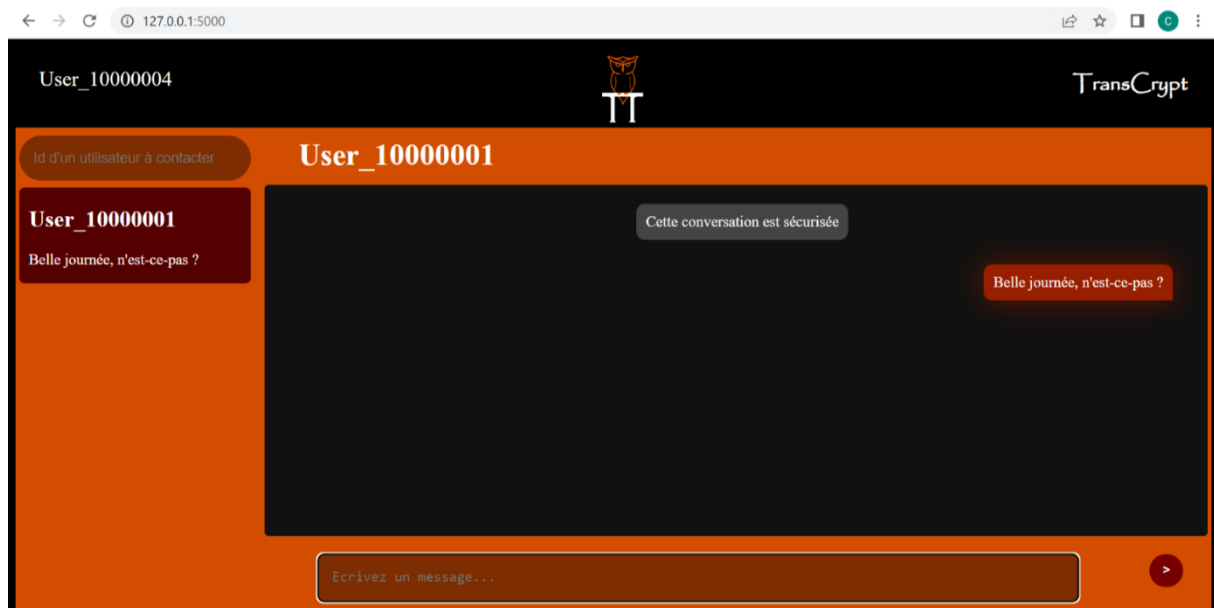 127.0.0.1:5000
C
User_10000004
TransCrypt
Id d'un utilisateur à contacter
User_10000001
User_10000001
Belle journée, n'est-ce-pas ?
Cette conversation est sécurisée
Belle journée, n'est-ce-pas ?
Ecrivez un message...
>